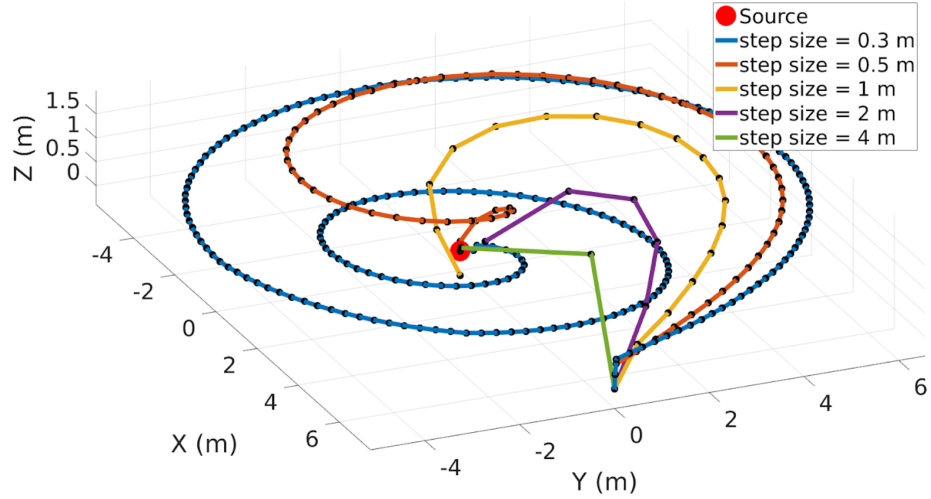 Source
step size = 0.3 m
step size = 0.5 m
step size = 1 m
step size = 2 m
step size = 4 m
Z (m)
1.5
1
0.5
0
X (m)
-4
-2
0
2
4
6
Y (m)
-4
-2
0
2
4
6